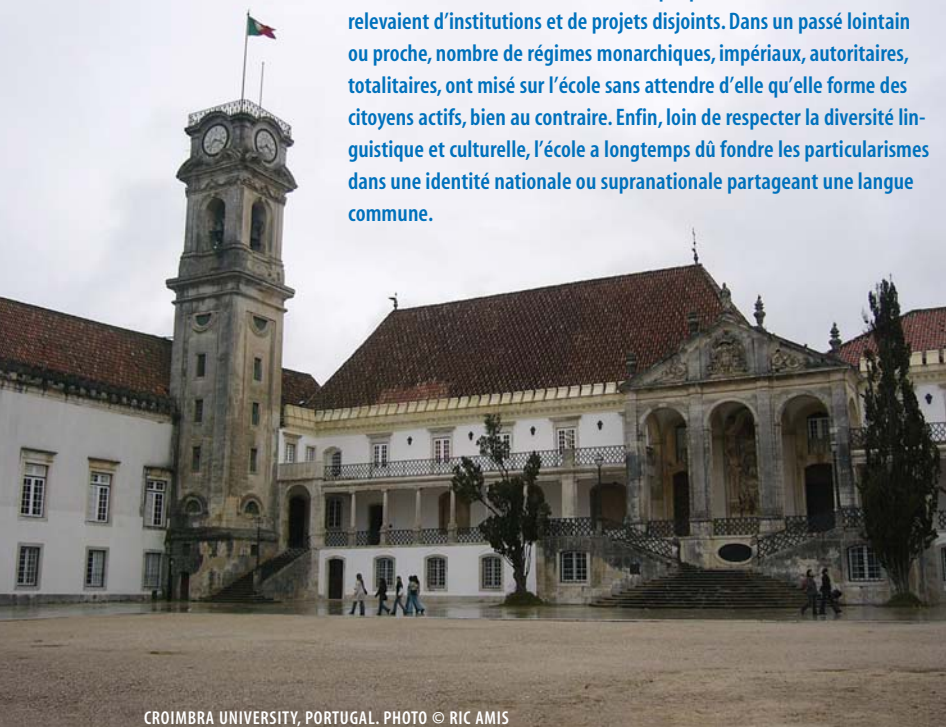 relevaient d’institutions et de projets disjoints. Dans un passé lointain
ou proche, nombre de régimes monarchiques, impériaux, autoritaires,
totalitaires, ont misé sur l’école sans attendre d’elle qu’elle forme des
citoyens actifs, bien au contraire. Enfin, loin de respecter la diversité lin-
guistique et culturelle, l’école a longtemps dû fondre les particularismes
dans une identité nationale ou supranationale partageant une langue
commune.
CROIMBRA UNIVERSITY, PORTUGAL. PHOTO © RIC AMIS